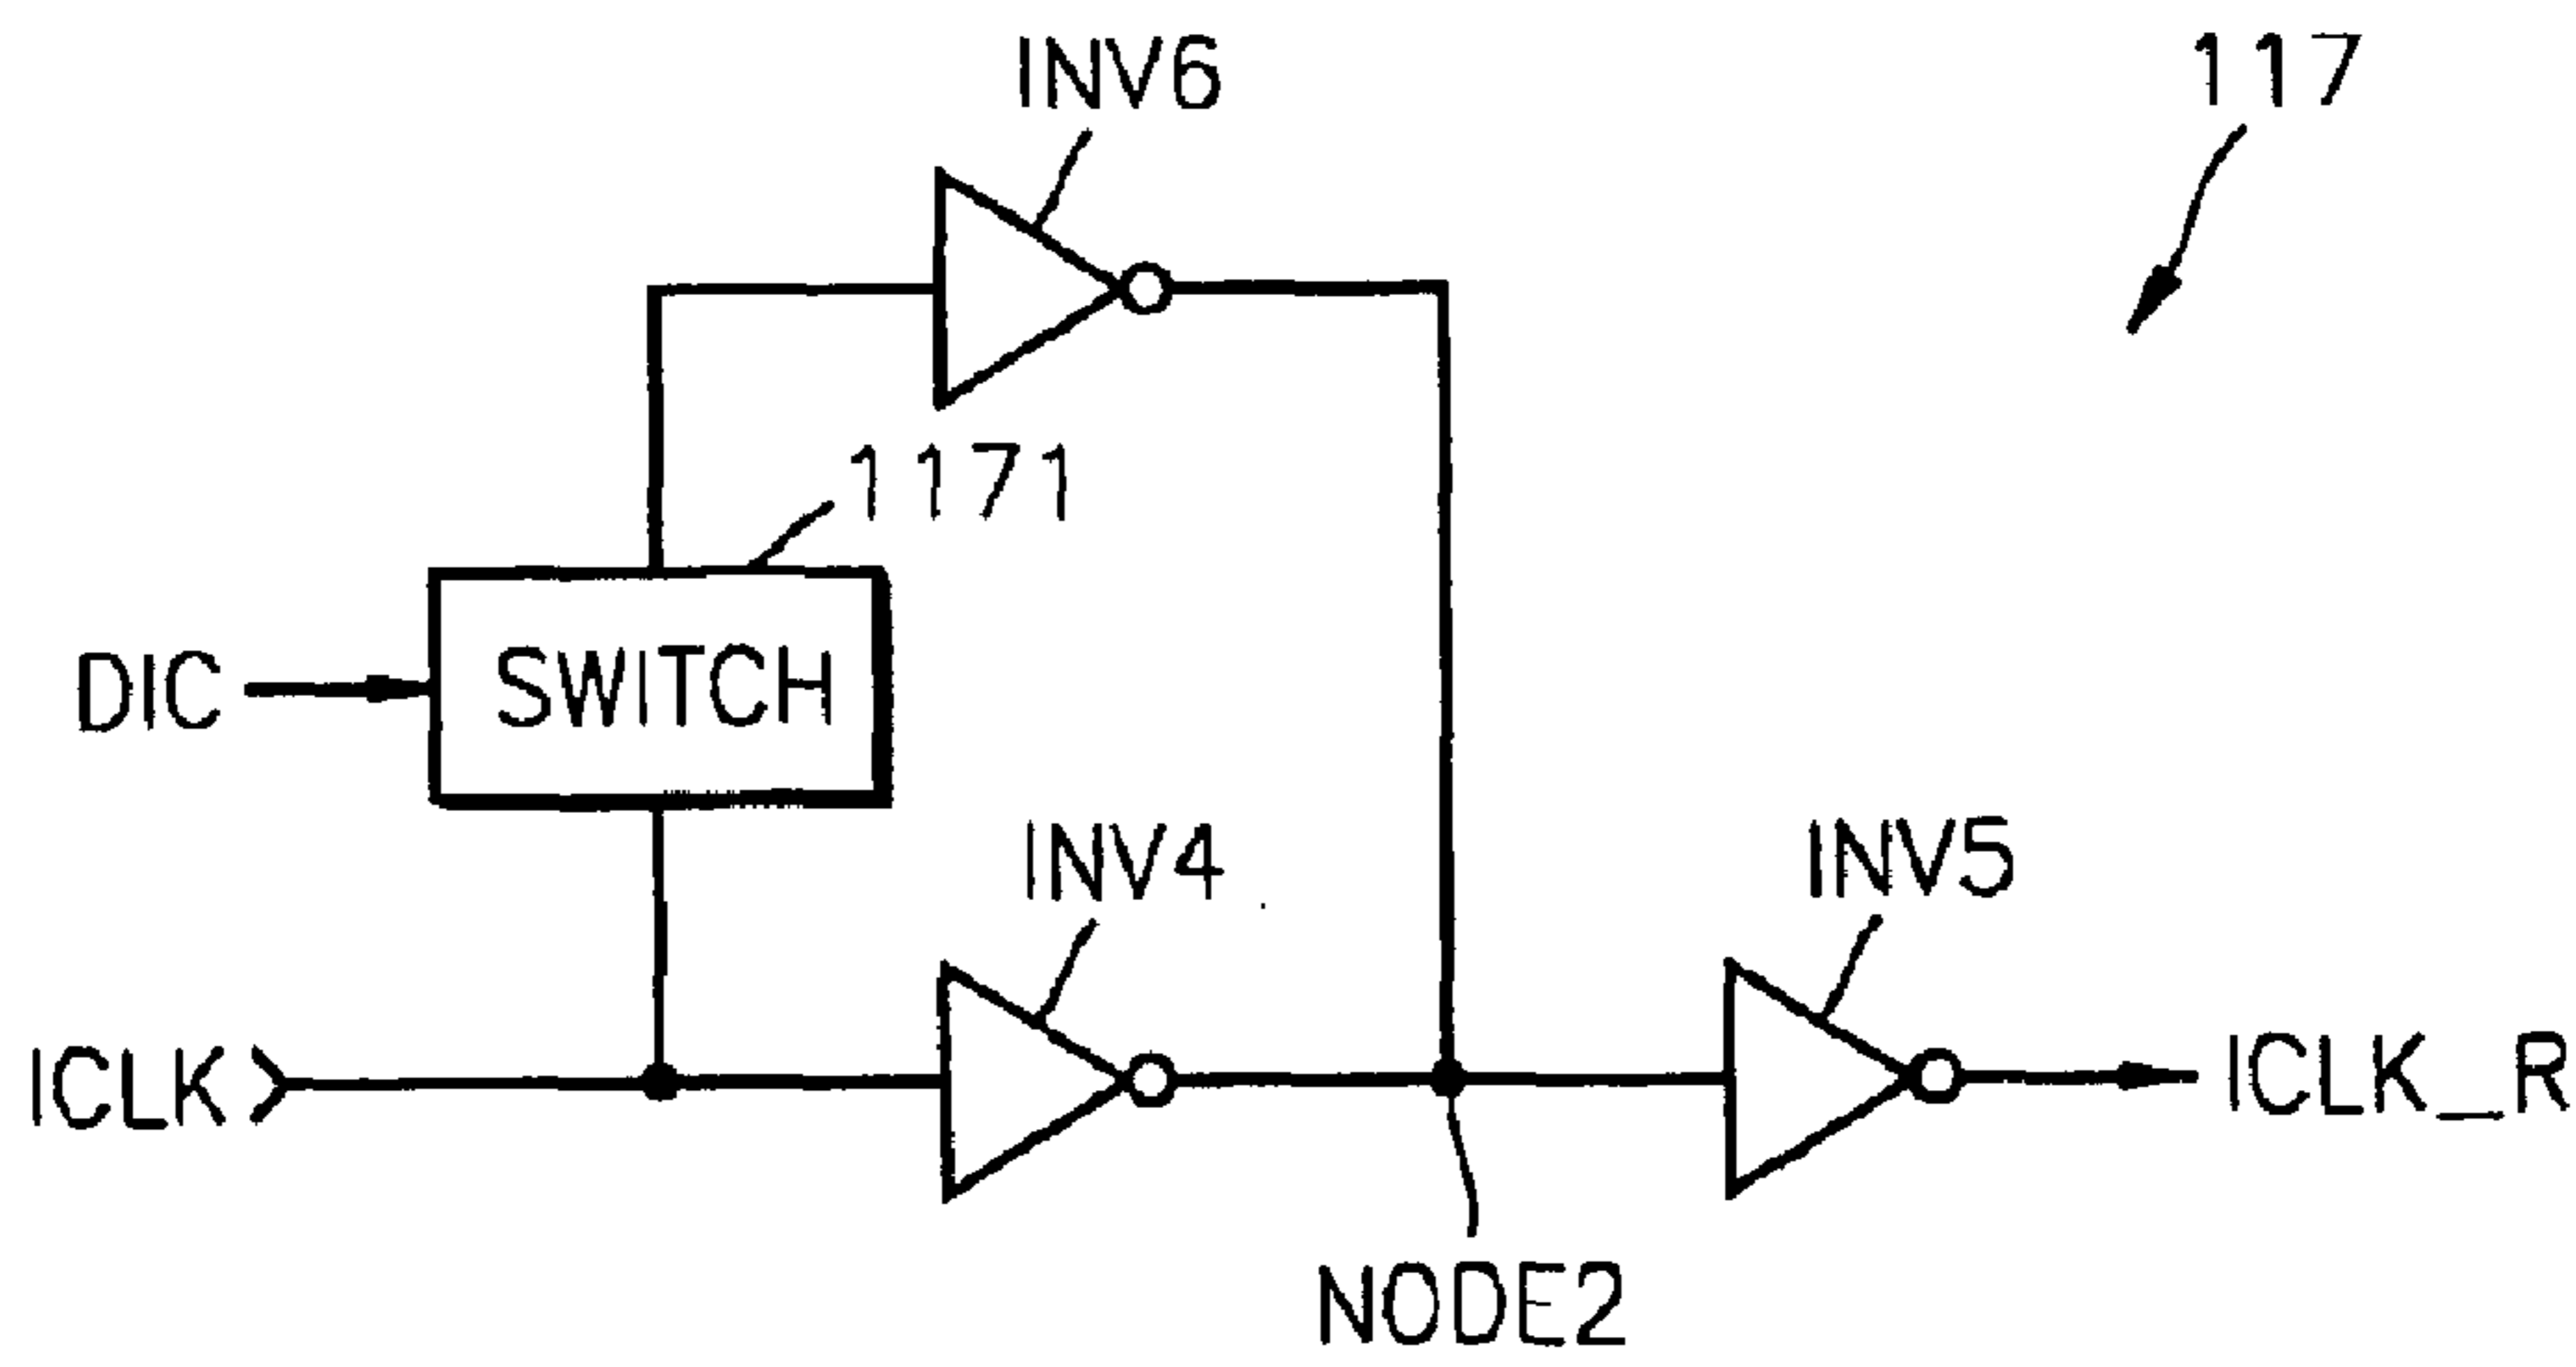 INV6
117
1171
DIC
SWITCH
INV4
INV5
ICLK
ICLK_R
NODE2